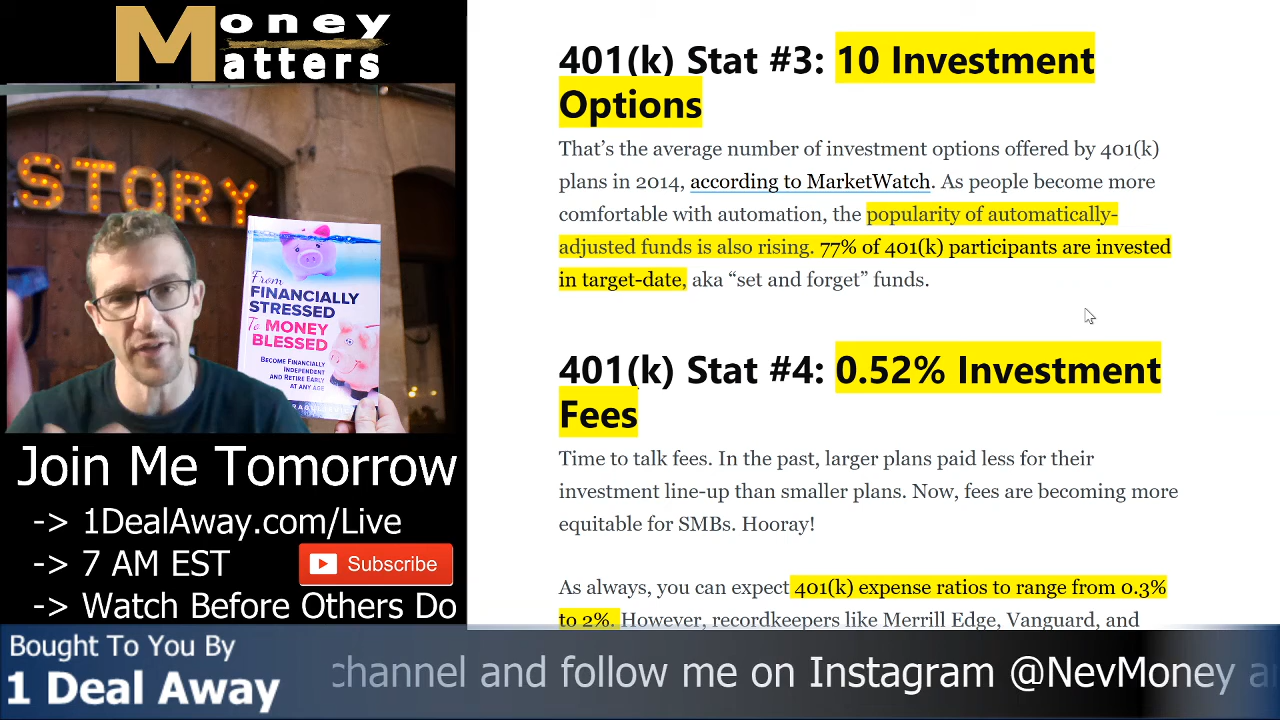 Money
Matters
STORY
From
FINANCIALLY
STRESSED
To MONEY
BLESSED
BECOME FINANCIALLY
INDEPENDENT
AND RETIRE EARLY
AT ANY AGE
Join Me Tomorrow
-> 1DealAway.com/Live
-> 7 AM EST
Subscribe
-> Watch Before Others Do
401(k) Stat #3: 10 Investment
Options
That's the average number of investment options offered by 401(k)
plans in 2014, according to MarketWatch. As people become more
comfortable with automation, the popularity of automatically-
adjusted funds is also rising. 77% of 401(k) participants are invested
in target-date, aka “set and forget” funds.
401(k) Stat #4: 0.52% Investment
Fees
Time to talk fees. In the past, larger plans paid less for their
investment line-up than smaller plans. Now, fees are becoming more
equitable for SMBs. Hooray!
As always, you can expect 401(k) expense ratios to range from 0.3%
to 2%. However, recordkeepers like Merrill Edge, Vanguard, and
Bought To You By
1 Deal Away
channel and follow me on Instagram @NevMoney